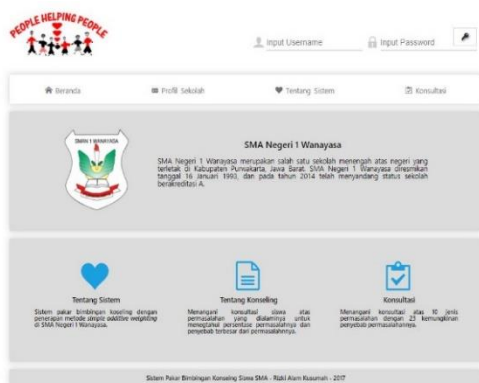 PEOPLE HELPING PEOPLE
Input Username
Input Password
Beranda
Profil Sekolah
Tentang Sistem
Konsultasi
SMAN 1 WANAYASA
SMA Negeri 1 Wanayasa
SMA Negeri 1 Wanayasa merupakan salah satu sekolah menengah atas negeri yang
terletak di Kabupaten Purwakarta, Jawa Barat. SMA Negeri 1 Wanayasa diresmikan
tanggal 16 Januari 1993, dan pada tahun 2014 telah menyandang status sekolah
berakreditasi A.
Tentang Sistem
Sistem pakar bimbingan koseling dengan
penerapan metode simple additive weighting
di SMA Negeri 1 Wanayasa.
Tentang Konseling
Menangani konsultasi siswa atas
permasalahan yang dialaminya untuk
mengetahui persentase permasalahnya dan
penyebab terbesar dari permasalahnya.
Konsultasi
Menangani konsultasi atas 10 jenis
permasalahan dengan 23 kemungkinan
penyebab permasalahannya.
Sistem Pakar Bimbingan Konseling Siswa SMA - Rizki Alam Kusumah - 2017